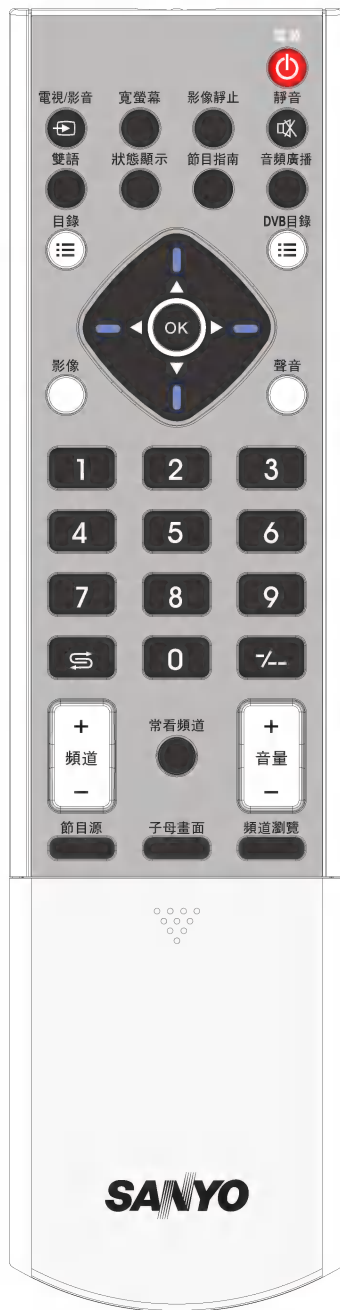 電視/影音 寬螢幕 影像靜止 靜音
雙語 狀態顯示 節目指南 音頻廣播
目錄 DVB目錄
OK
影像 聲音
1 2 3
4 5 6
7 8 9
0 -/--
+ 常看頻道 +
頻道 音量
- -
節目源 子母畫面 頻道瀏覽
SANYO